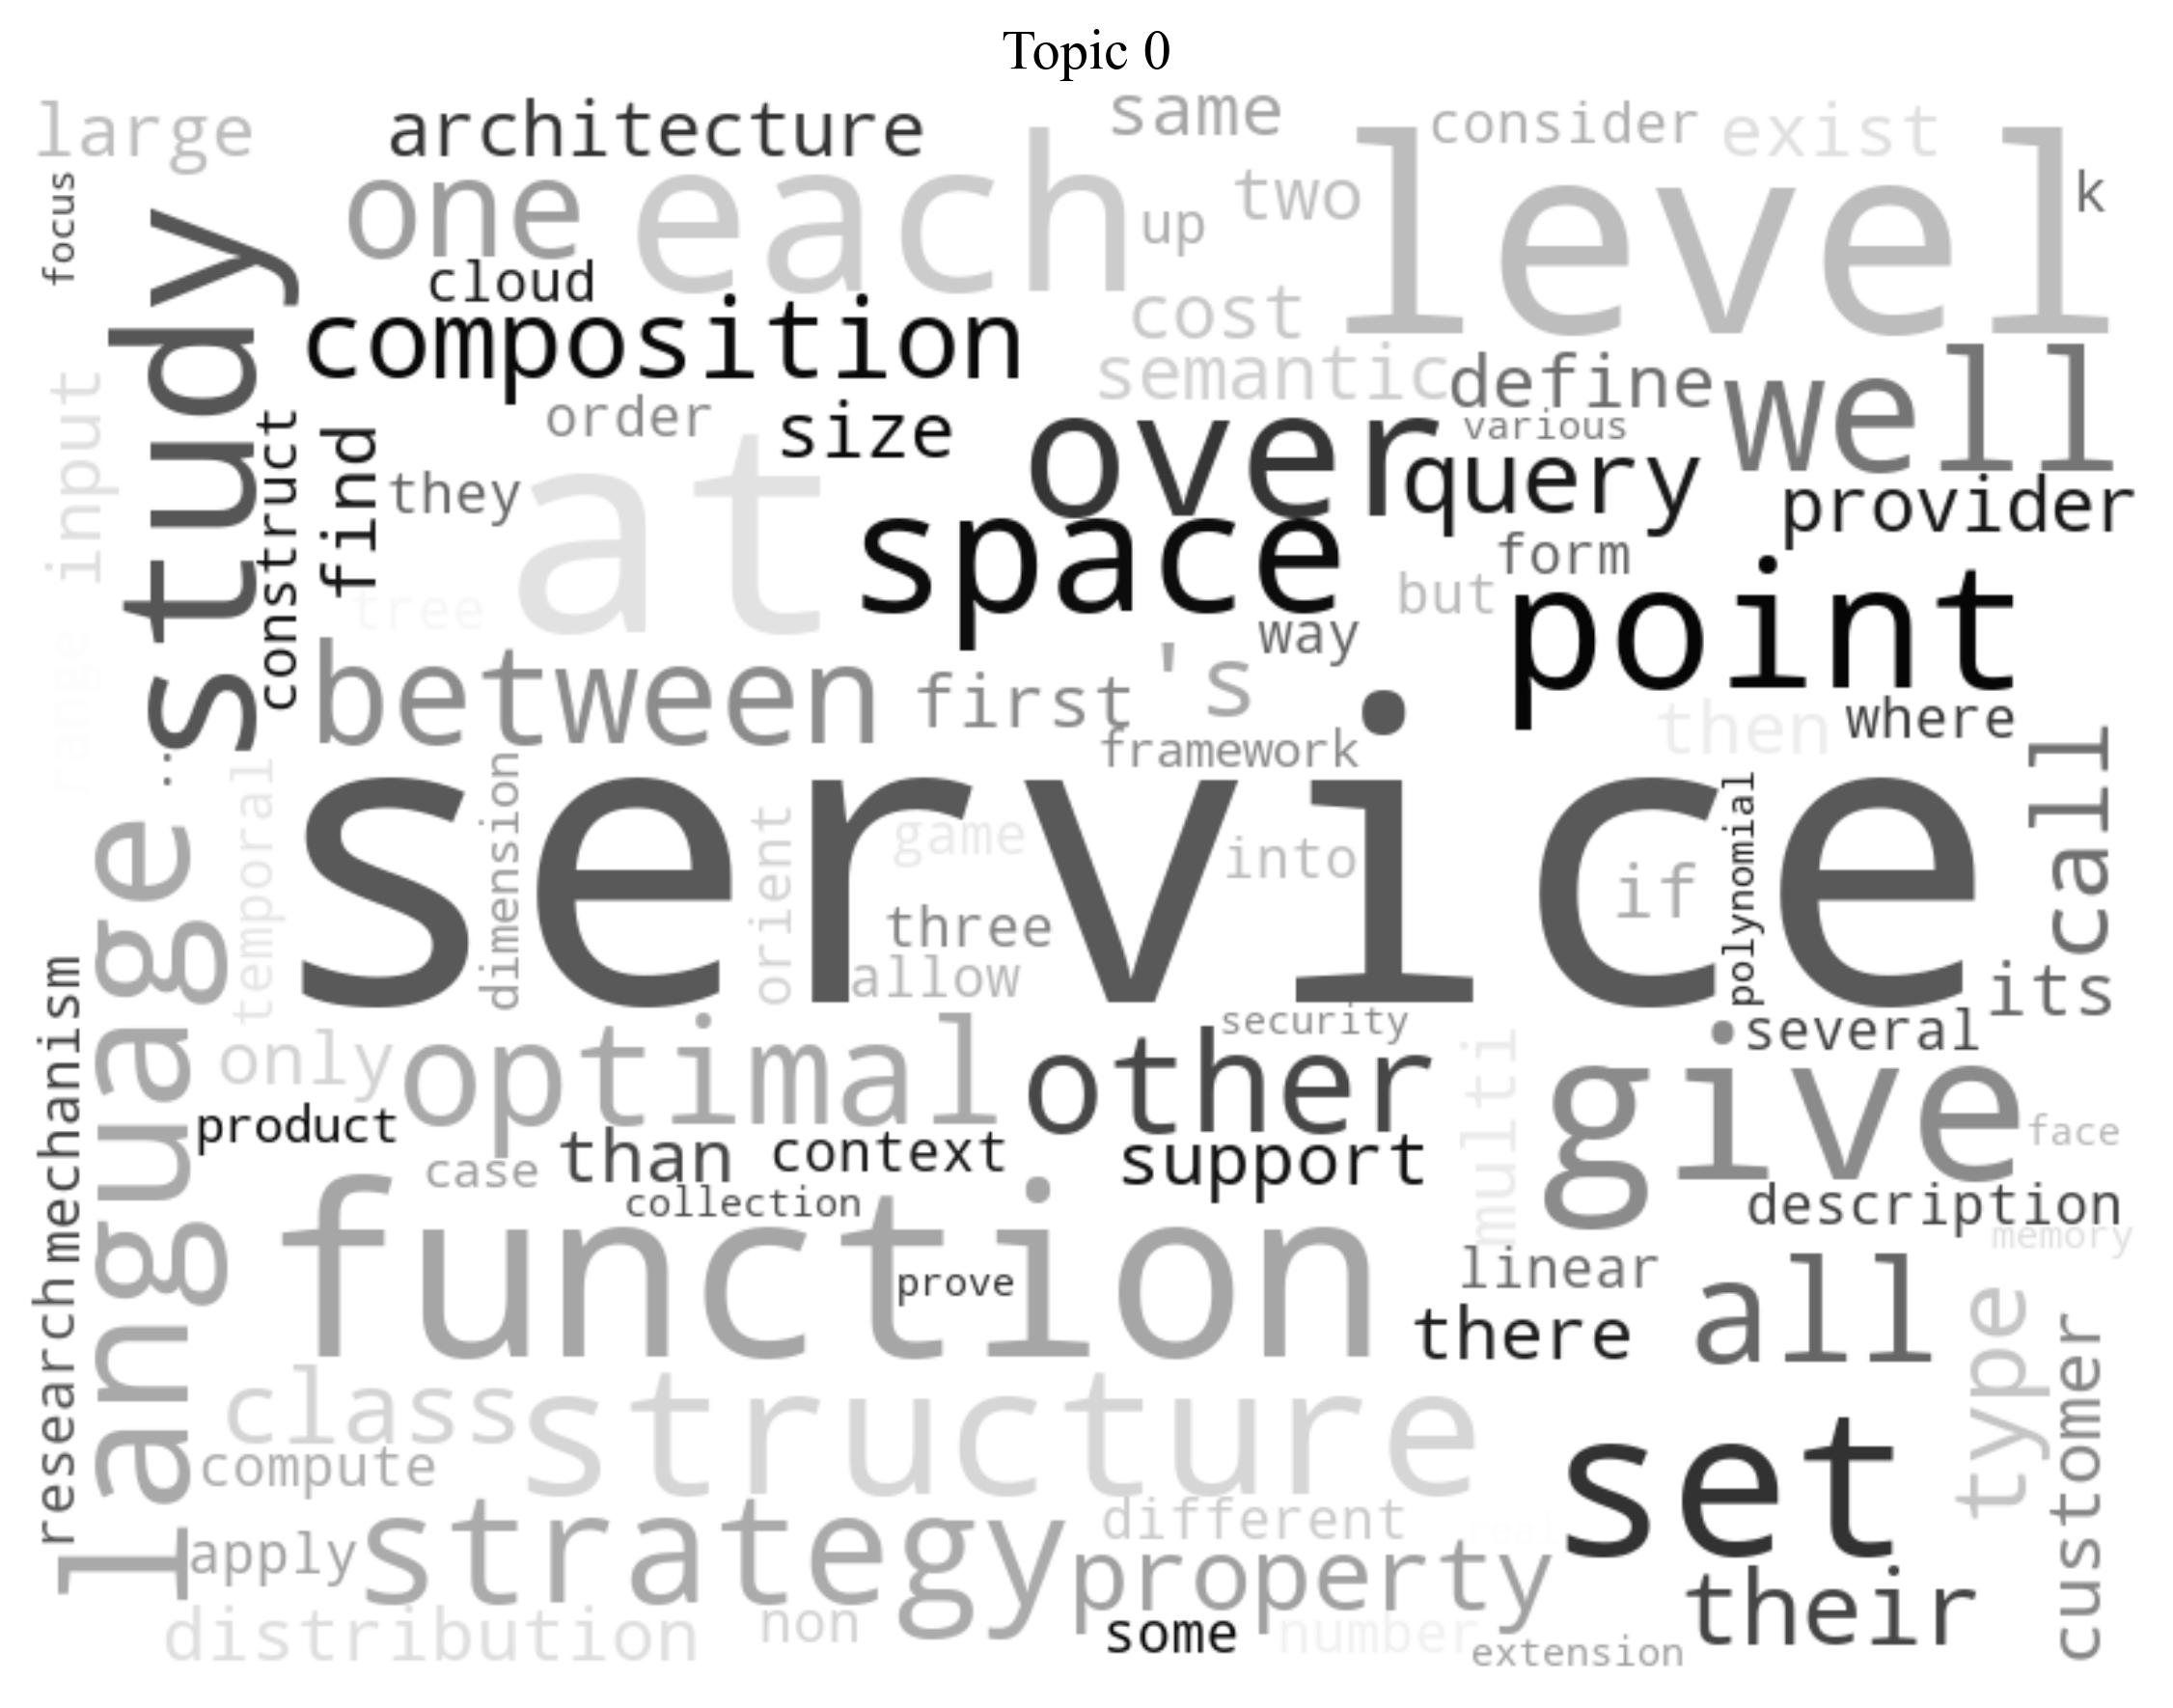 Topic 0
large
architecture
same
consider
exist
focus
one
each
up
two
level
k
study
cloud
cost
composition
semantic
define
well
input
construct
find
order
size
over
various
query
provider
they
at
space
form
but
point
tree
way
range
between
first
's
then
where
framework
call
:
temporal
service
dimension
orient
game
into
if
polynomial
three
allow
its
language
mechanism
security
several
only
optimal
other
multi
give
product
case
than
context
support
face
collection
description
memory
function
prove
linear
there
all
research
class
structure
type
customer
compute
set
apply
strategy
different
real
property
their
distribution
non
some
number
extension